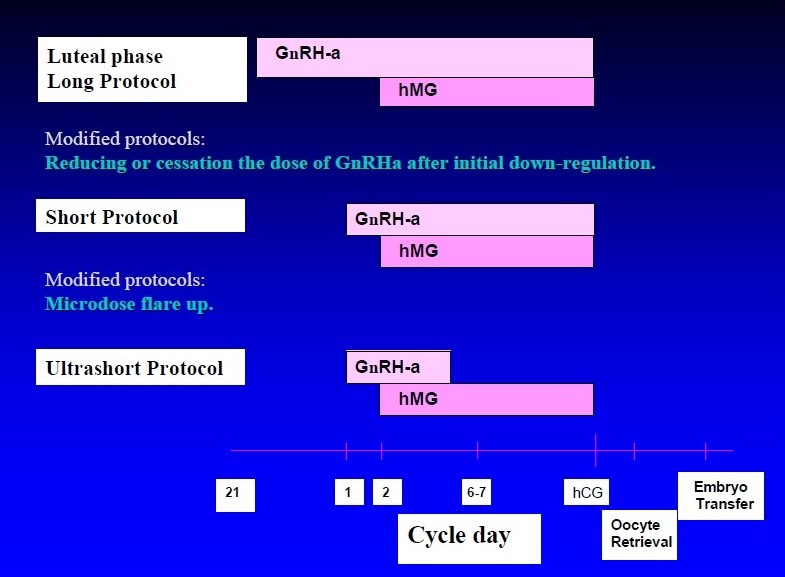 Luteal phase
Long Protocol
GnRH-a
hMG
Modified protocols:
Reducing or cessation the dose of GnRHa after initial down-regulation.
Short Protocol
GnRH-a
hMG
Modified protocols:
Microdose flare up.
Ultrashort Protocol
GnRH-a
hMG
21
1
2
6-7
hCG
Embryo
Transfer
Cycle day
Oocyte
Retrieval